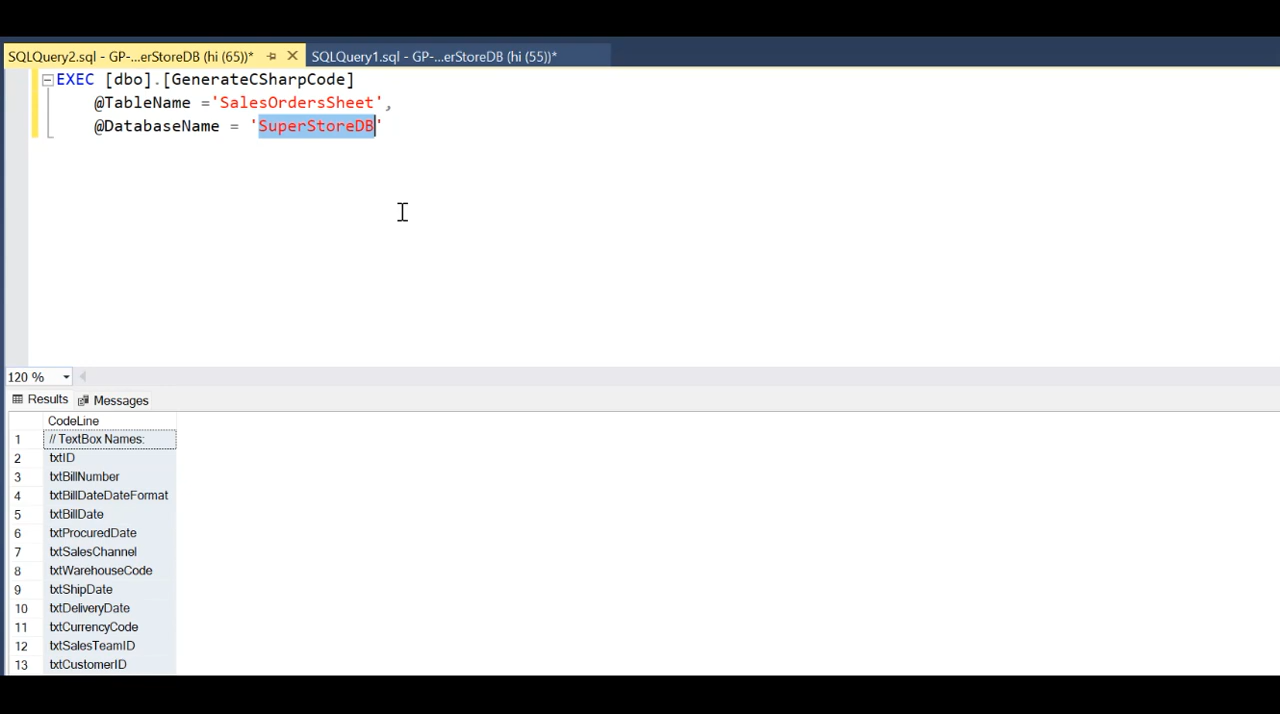 SQLQuery2.sql - GP-...erStoreDB (hi (65))* SQLQuery1.sql - GP-...erStoreDB (hi (55))*
EXEC [dbo].[GenerateCSharpCode]
@TableName ='SalesOrdersSheet',
@DatabaseName = 'SuperStoreDB'
120 %
Results Messages
CodeLine
1 // TextBox Names:
2 txtID
3 txtBillNumber
4 txtBillDateDateFormat
5 txtBillDate
6 txtProcuredDate
7 txtSalesChannel
8 txtWarehouseCode
9 txtShipDate
10 txtDeliveryDate
11 txtCurrencyCode
12 txtSalesTeamID
13 txtCustomerID